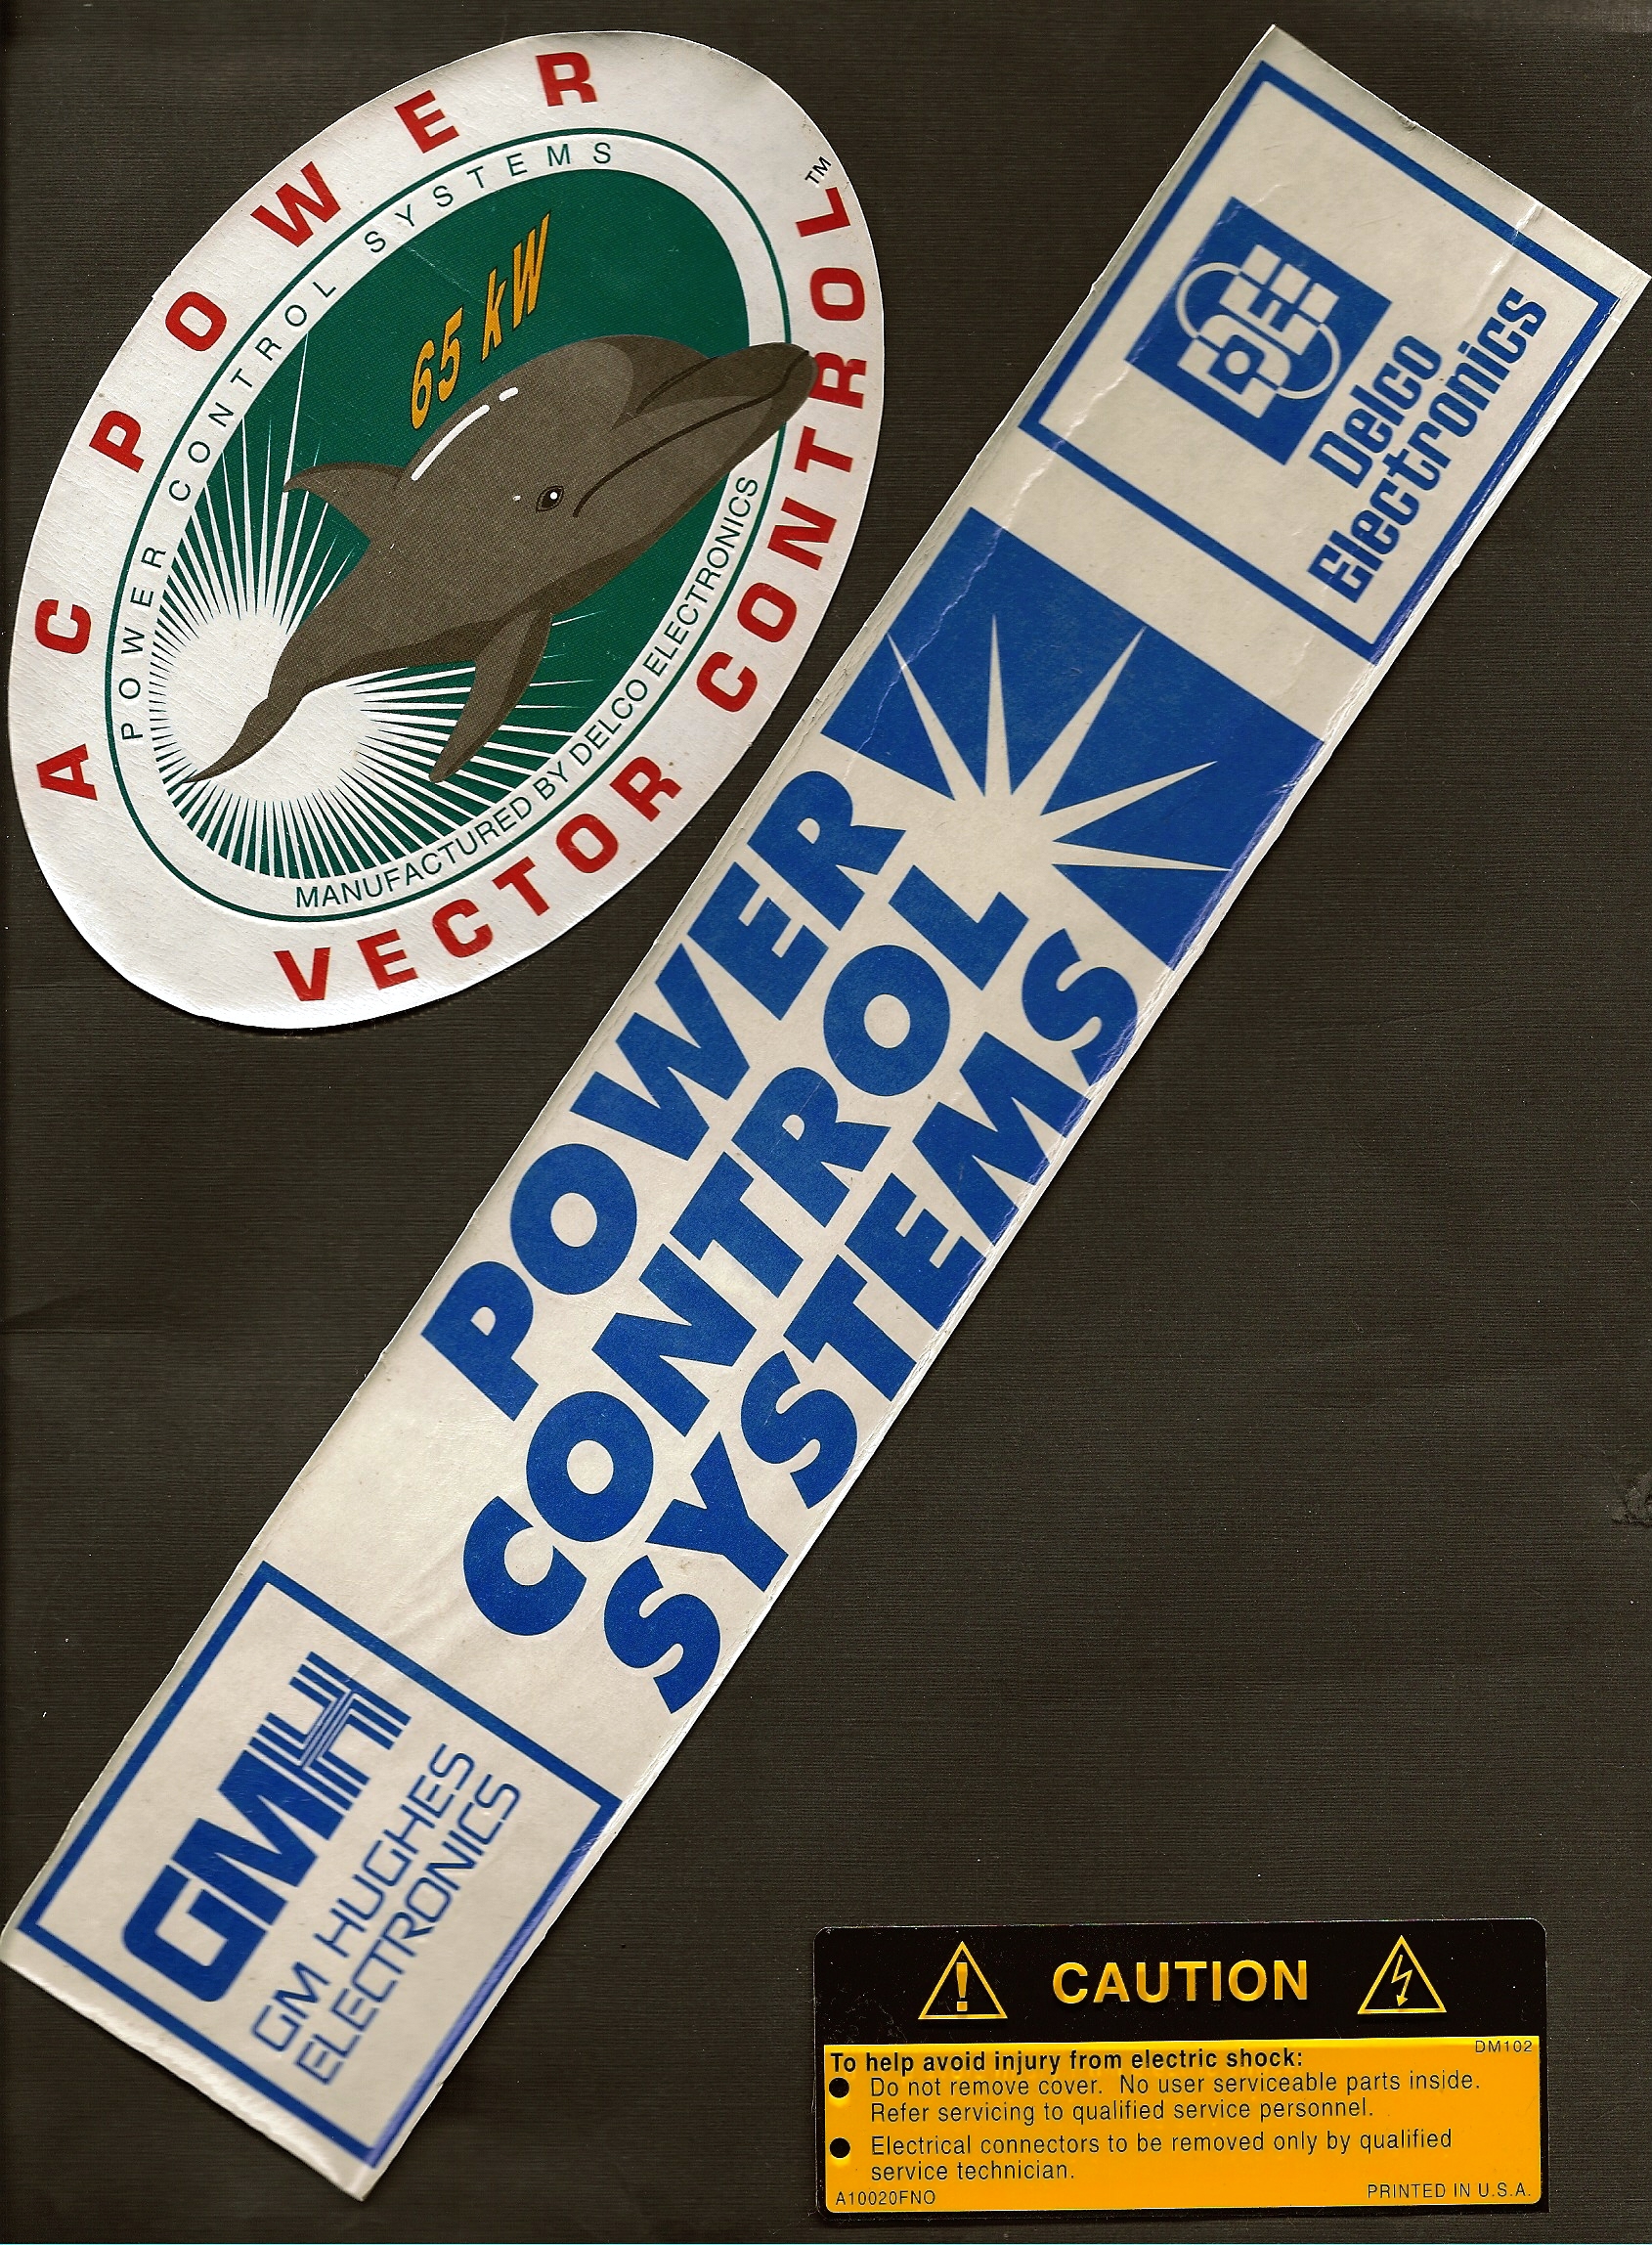 AC POWER
POWER CONTROL SYSTEMS
65 kW
MANUFACTURED BY DELCO ELECTRONICS
VECTOR CONTROL™
GMH
GM HUGHES
ELECTRONICS
POWER
CONTROL
SYSTEMS
DE
Delco
Electronics
CAUTION
DM102
To help avoid injury from electric shock:
● Do not remove cover. No user serviceable parts inside.
Refer servicing to qualified service personnel.
● Electrical connectors to be removed only by qualified
service technician.
A10020FNO
PRINTED IN U.S.A.